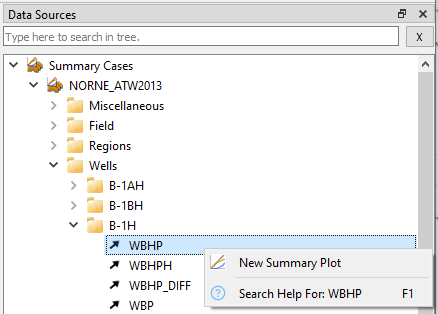 Data Sources
Type here to search in tree.
X
Summary Cases
NORNE_ATW2013
Miscellaneous
Field
Regions
Wells
B-1AH
B-1BH
B-1H
WBHP
WBHPH
WBHP_DIFF
WBP
New Summary Plot
Search Help For: WBHP F1